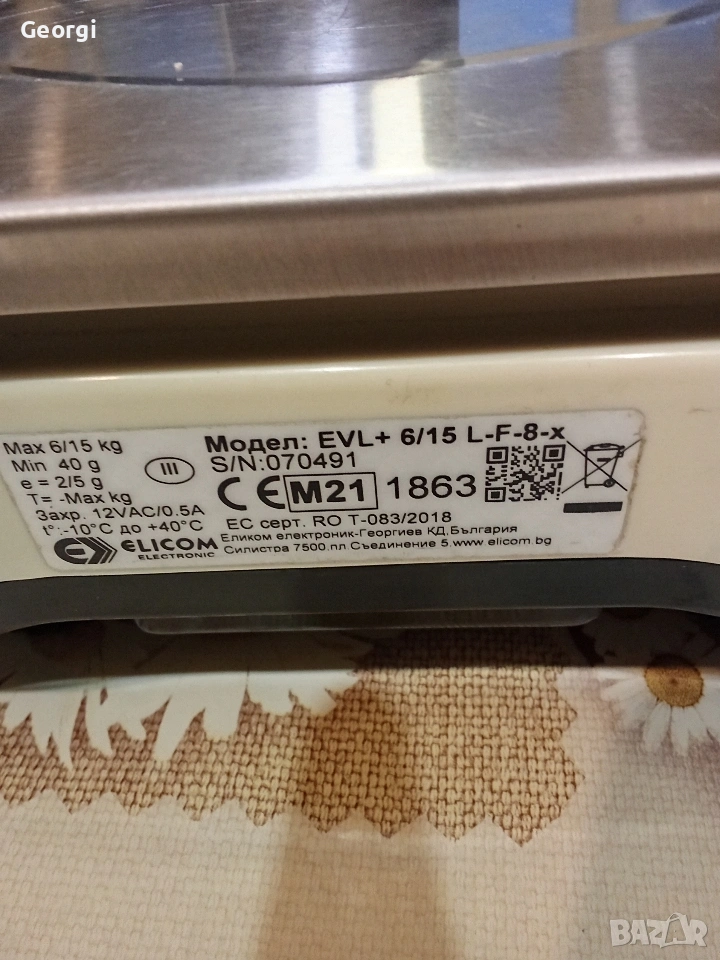 Georgi
Max 6/15 kg
Min 40 g
e = 2/5 g
T= -Max kg
Захр. 12VAC/0.5A
t°:-10°C до +40°C
III
Модел: EVL+ 6/15 L-F-8-x
S/N:070491
CE M21 1863
ЕС серт. RO T-083/2018
ELICOM
ELECTRONIC
Еликом електроник-Георгиев КД,България
Силистра 7500.пл.Съединение 5.www.elicom.bg
BAZAR